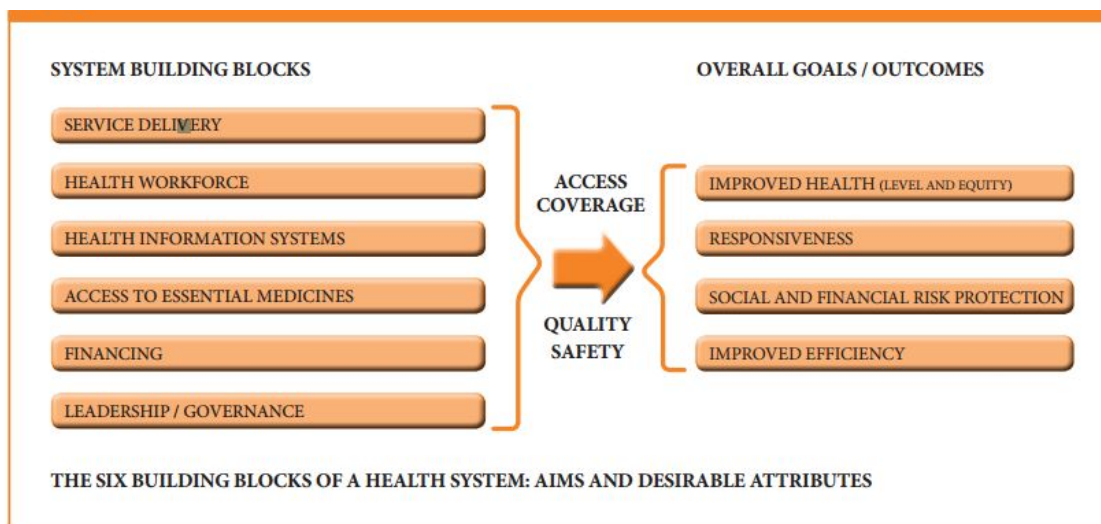 SYSTEM BUILDING BLOCKS
SERVICE DELIVERY
HEALTH WORKFORCE
HEALTH INFORMATION SYSTEMS
ACCESS TO ESSENTIAL MEDICINES
FINANCING
LEADERSHIP / GOVERNANCE
ACCESS
COVERAGE
QUALITY
SAFETY
OVERALL GOALS / OUTCOMES
IMPROVED HEALTH (LEVEL AND EQUITY)
RESPONSIVENESS
SOCIAL AND FINANCIAL RISK PROTECTION
IMPROVED EFFICIENCY
THE SIX BUILDING BLOCKS OF A HEALTH SYSTEM: AIMS AND DESIRABLE ATTRIBUTES